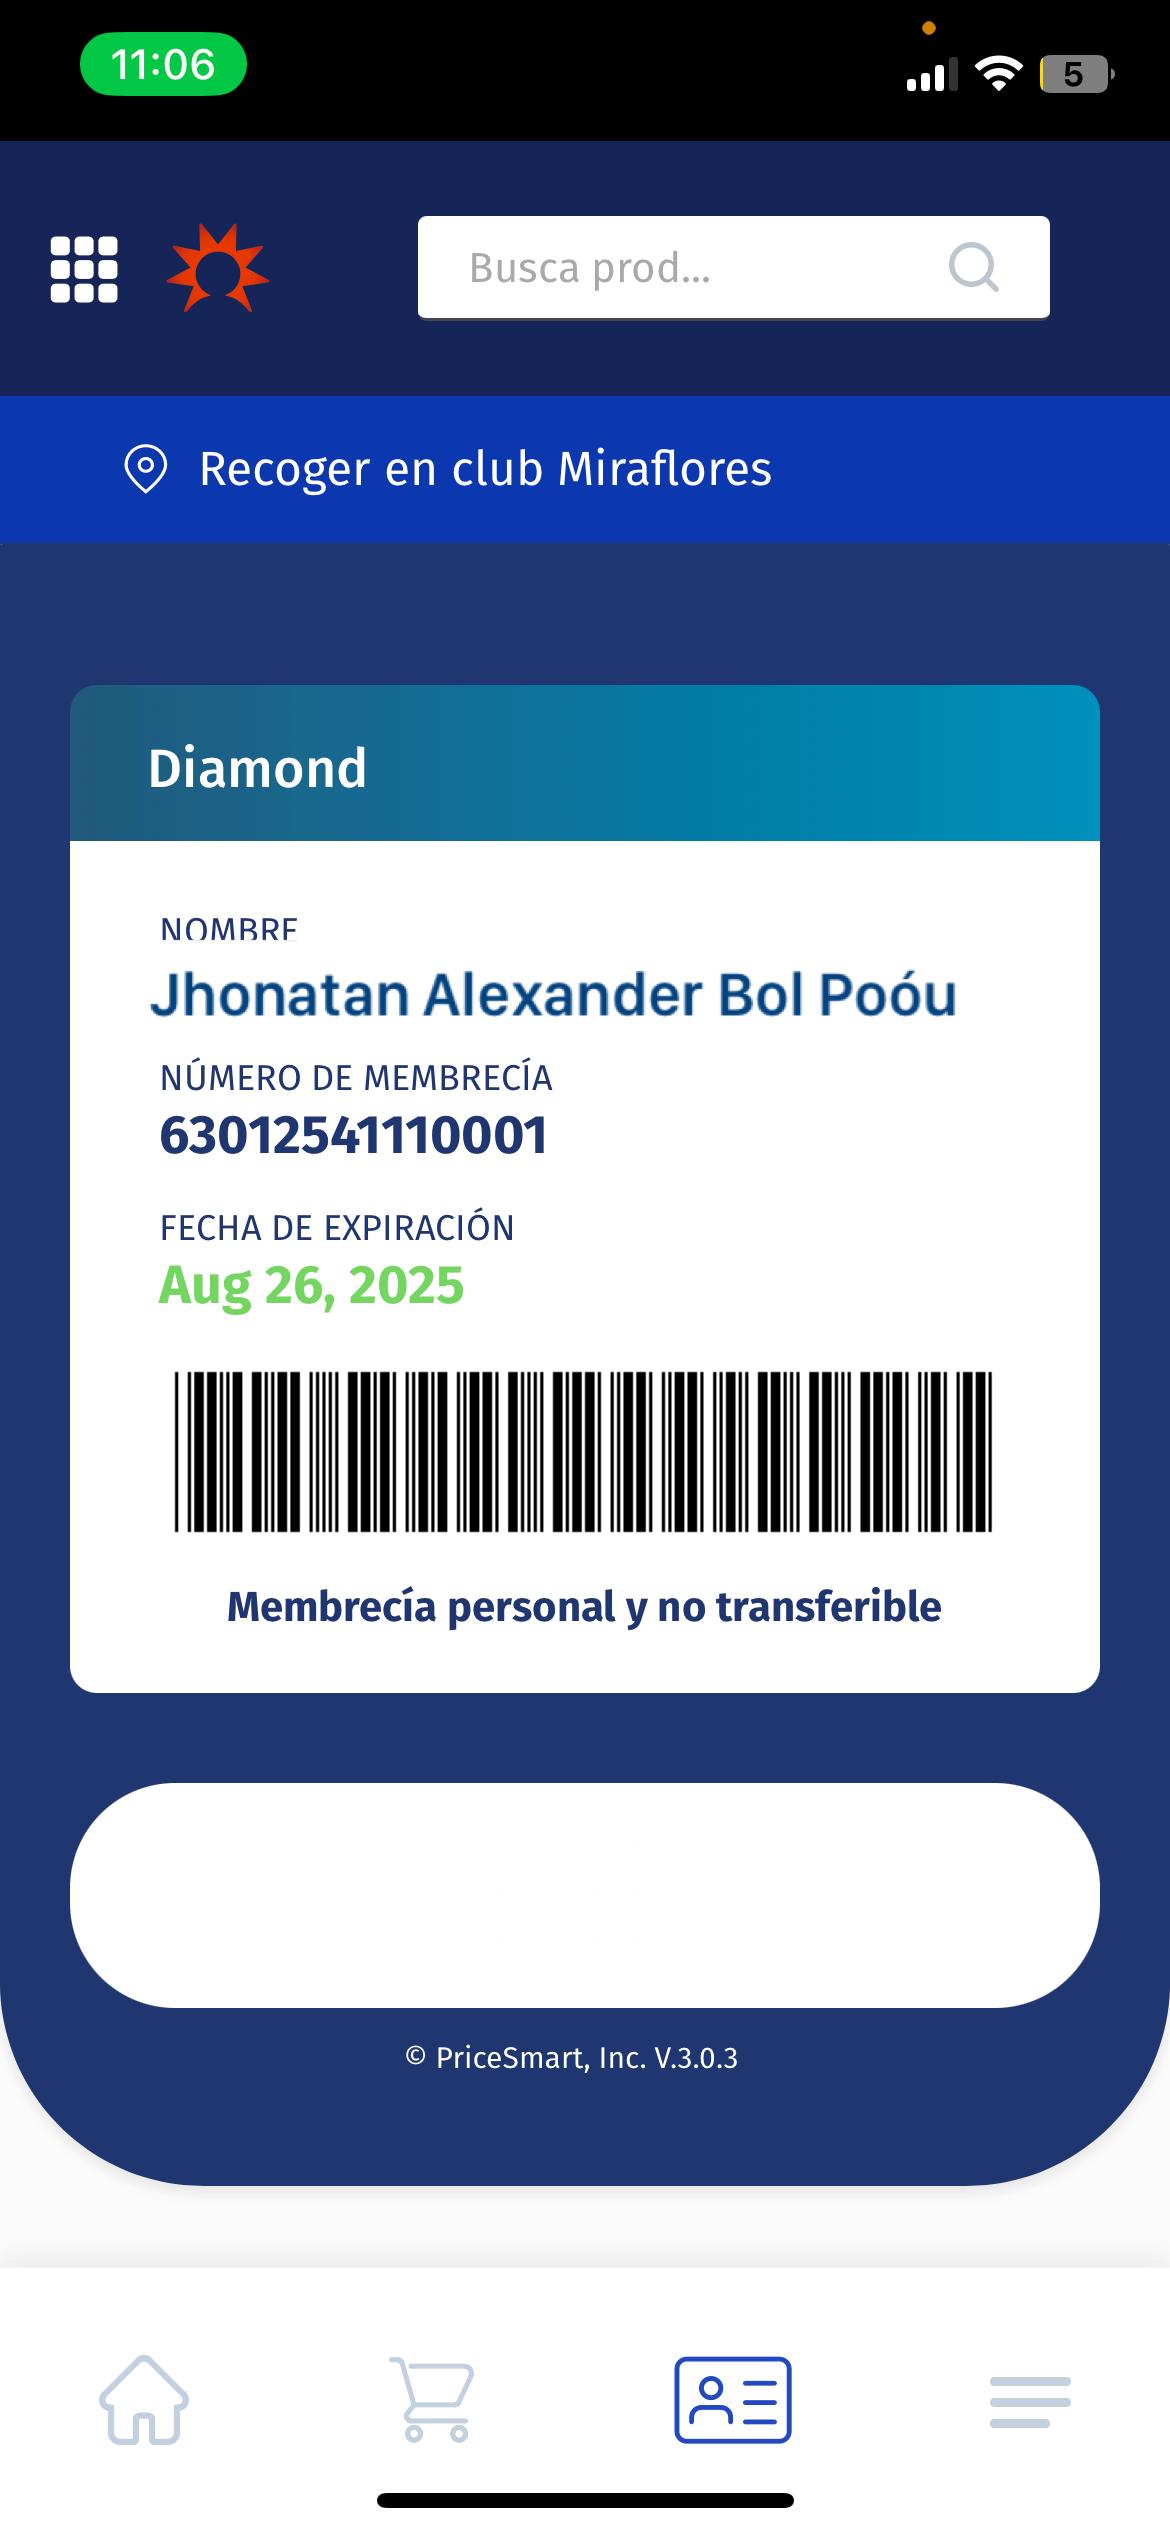 11:06
5
Busca prod...
Recoger en club Miraflores
Diamond
NOMBRE
Jhonatan Alexander Bol Poóu
NÚMERO DE MEMBRECÍA
63012541110001
FECHA DE EXPIRACIÓN
Aug 26, 2025
Membrecía personal y no transferible
© PriceSmart, Inc. V.3.0.3